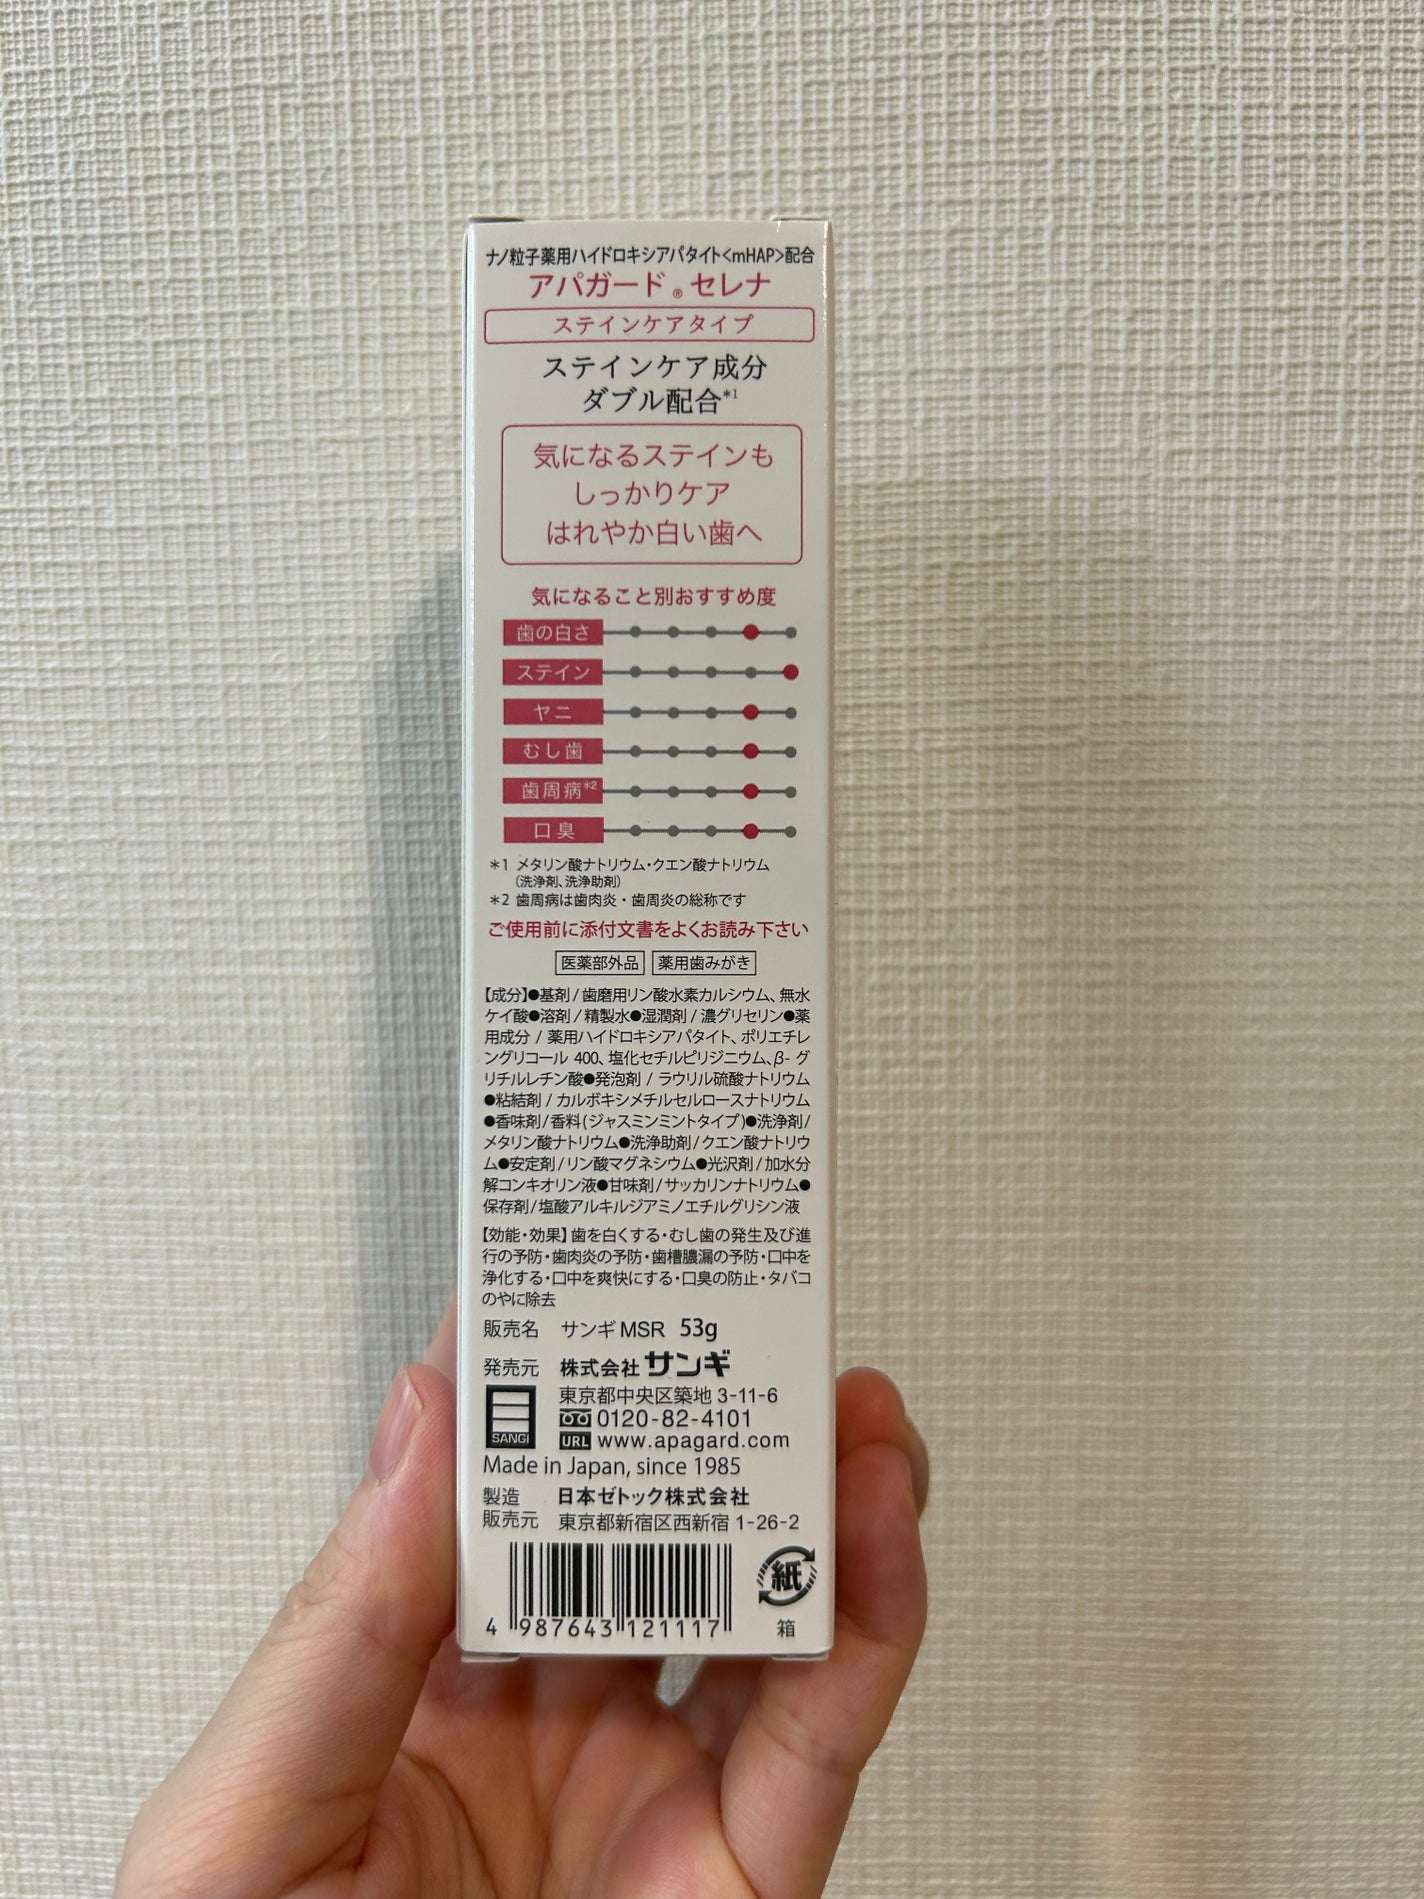 ナノ粒子薬用ハイドロキシアパタイト<mHAP>配合
アパガード®セレナ
ステインケアタイプ
ステインケア成分
ダブル配合*1
気になるステインも
しっかりケア
はれやか白い歯へ
気になること別おすすめ度
歯の白さ
ステイン
ヤニ
むし歯
歯周病*2
口臭
*1 メタリン酸ナトリウム・クエン酸ナトリウム
(洗浄剤、洗浄助剤)
*2 歯周病は歯肉炎・歯周炎の総称です
ご使用前に添付文書をよくお読み下さい
医薬部外品 薬用歯みがき
【成分】●基剤/歯磨用リン酸水素カルシウム、無水
ケイ酸●溶剤/精製水●湿潤剤/濃グリセリン●薬
用成分/薬用ハイドロキシアパタイト、ポリエチレ
ングリコール 400、塩化セチルピリジニウム、β- グ
リチルレチン酸●発泡剤/ラウリル硫酸ナトリウム
●粘結剤/カルボキシメチルセルロースナトリウム
●香味剤/香料(ジャスミンミントタイプ)●洗浄剤/
メタリン酸ナトリウム●洗浄助剤/クエン酸ナトリウ
ム●安定剤/リン酸マグネシウム●光沢剤/加水分
解コンキオリン液●甘味剤/サッカリンナトリウム●
保存剤/塩酸アルキルジアミノエチルグリシン液
【効能・効果】歯を白くする・むし歯の発生及び進
行の予防・歯肉炎の予防・歯槽膿漏の予防・口中を
浄化する・口中を爽快にする・口臭の防止・タバコ
のやに除去
販売名 サンギMSR 53g
発売元 株式会社サンギ
SANGI
東京都中央区築地 3-11-6
0120-82-4101
URL www.apagard.com
Made in Japan, since 1985
製造販売元 日本ゼトック株式会社
東京都新宿区西新宿 1-26-2
4 987643 121117
紙
箱